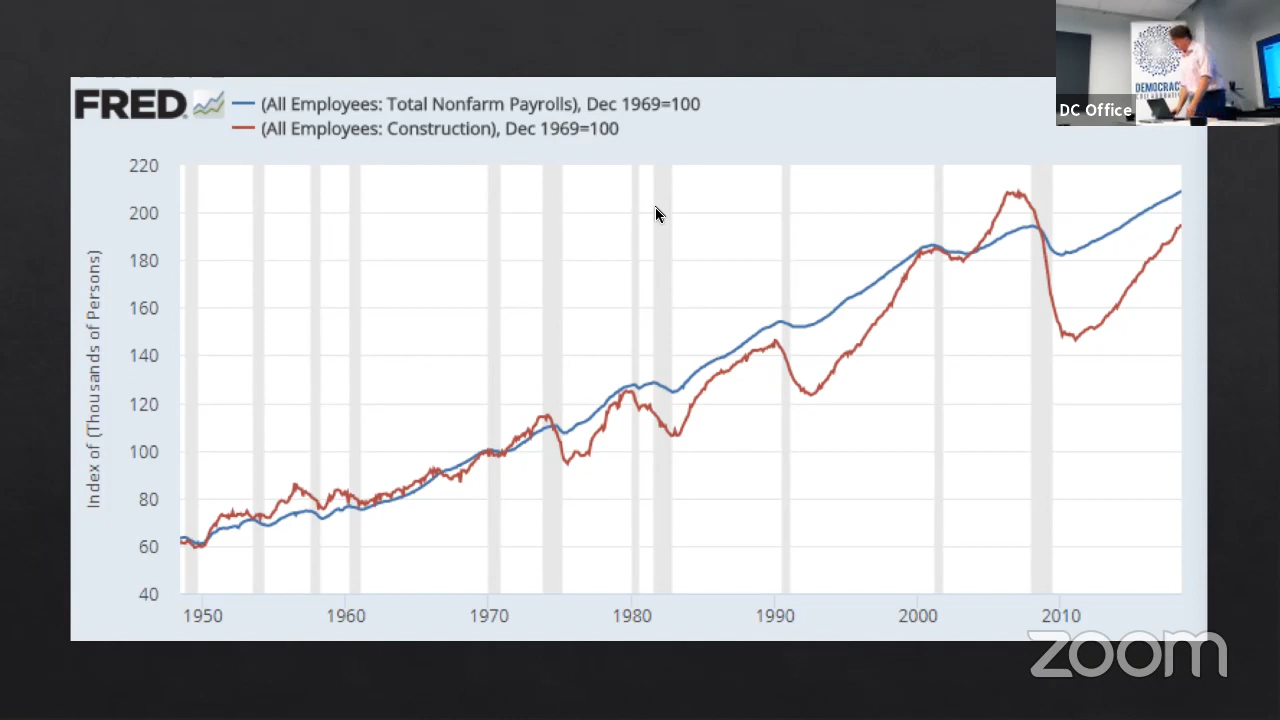 FRED
(All Employees: Total Nonfarm Payrolls), Dec 1969=100
(All Employees: Construction), Dec 1969=100
DEMOCRACY
DC Office
220
200
180
160
140
120
100
80
60
40
Index of (Thousands of Persons)
1950
1960
1970
1980
1990
2000
2010
zoom